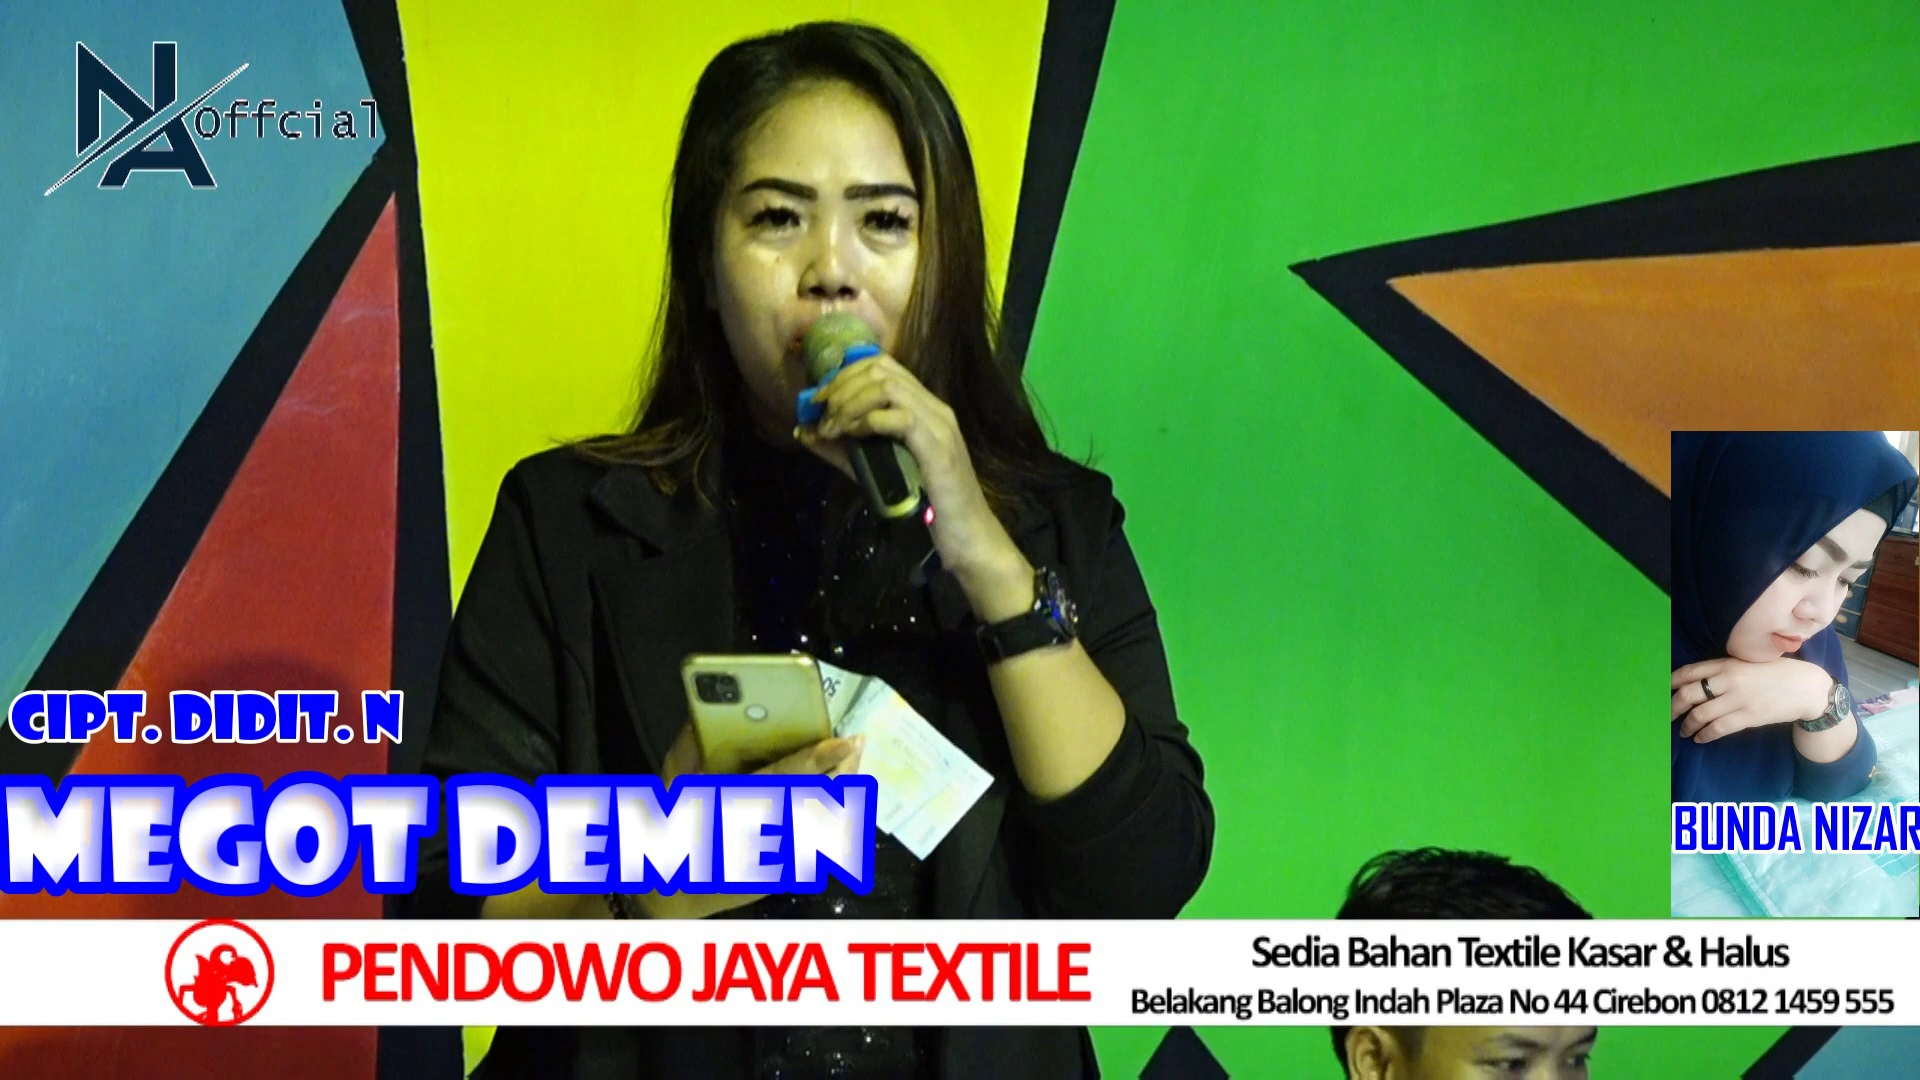 NA offcial
CIPT. DIDIT. N
MEGOT DEMEN
BUNDA NIZAR
PENDOWO JAYA TEXTILE
Sedia Bahan Textile Kasar & Halus
Belakang Balong Indah Plaza No 44 Cirebon 0812 1459 555